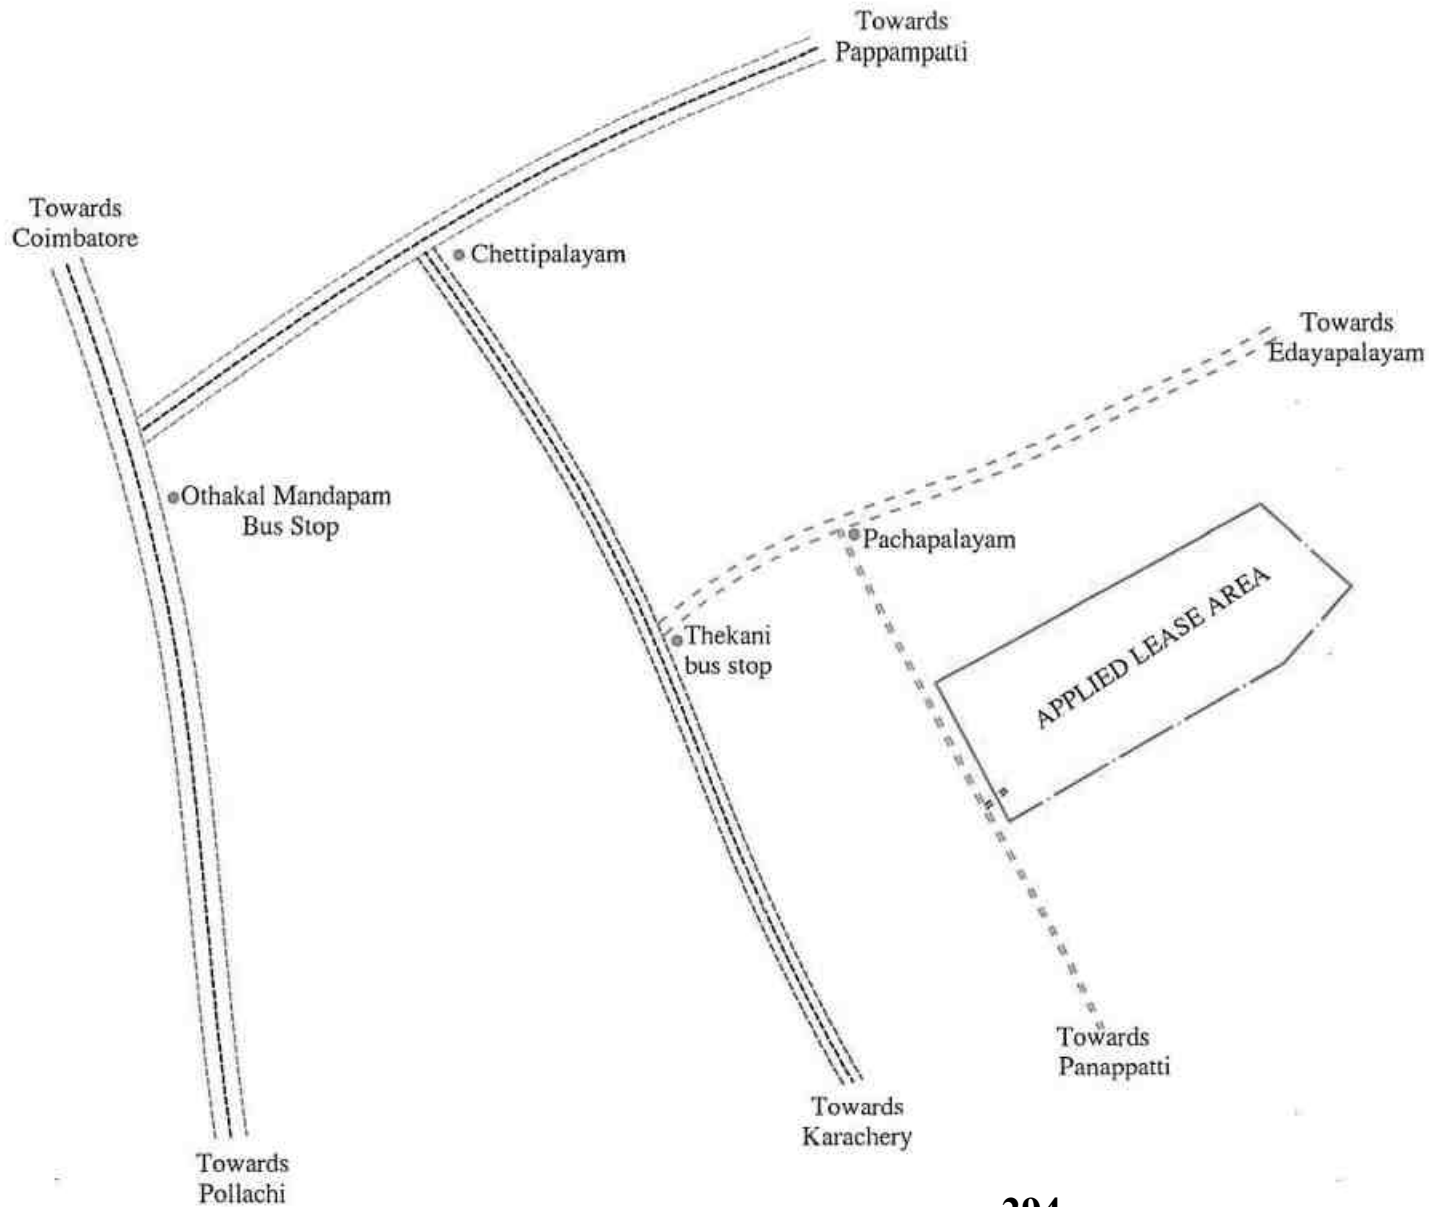 Towards
Pappampatti
Towards
Coimbatore
Chettipalayam
Towards
Edayapalayam
Othakal Mandapam
Bus Stop
Pachapalayam
APPLIED LEASE AREA
Thekani
bus stop
Towards
Panappatti
Towards
Karachery
Towards
Pollachi